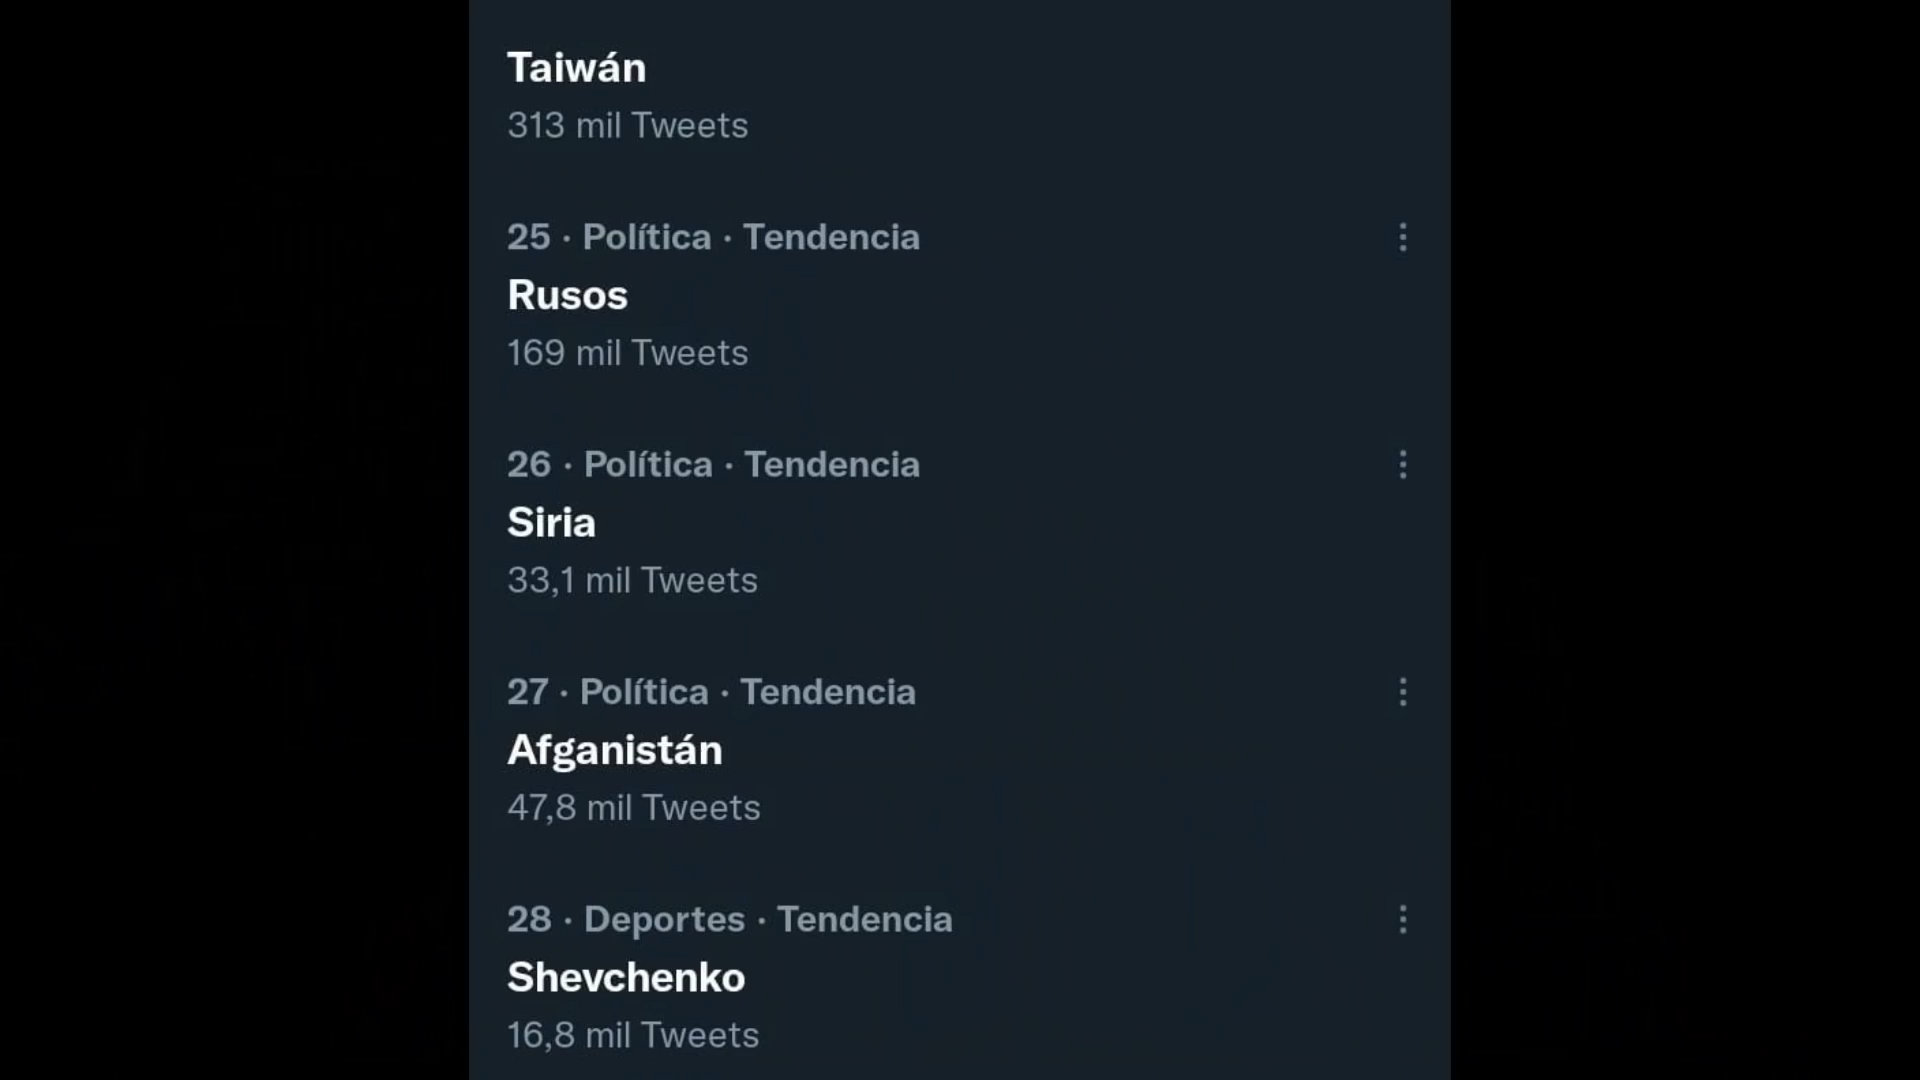 Taiwán
313 mil Tweets
25 · Política · Tendencia
Rusos
169 mil Tweets
26 · Política · Tendencia
Siria
33,1 mil Tweets
27 · Política · Tendencia
Afganistán
47,8 mil Tweets
28 · Deportes · Tendencia
Shevchenko
16,8 mil Tweets